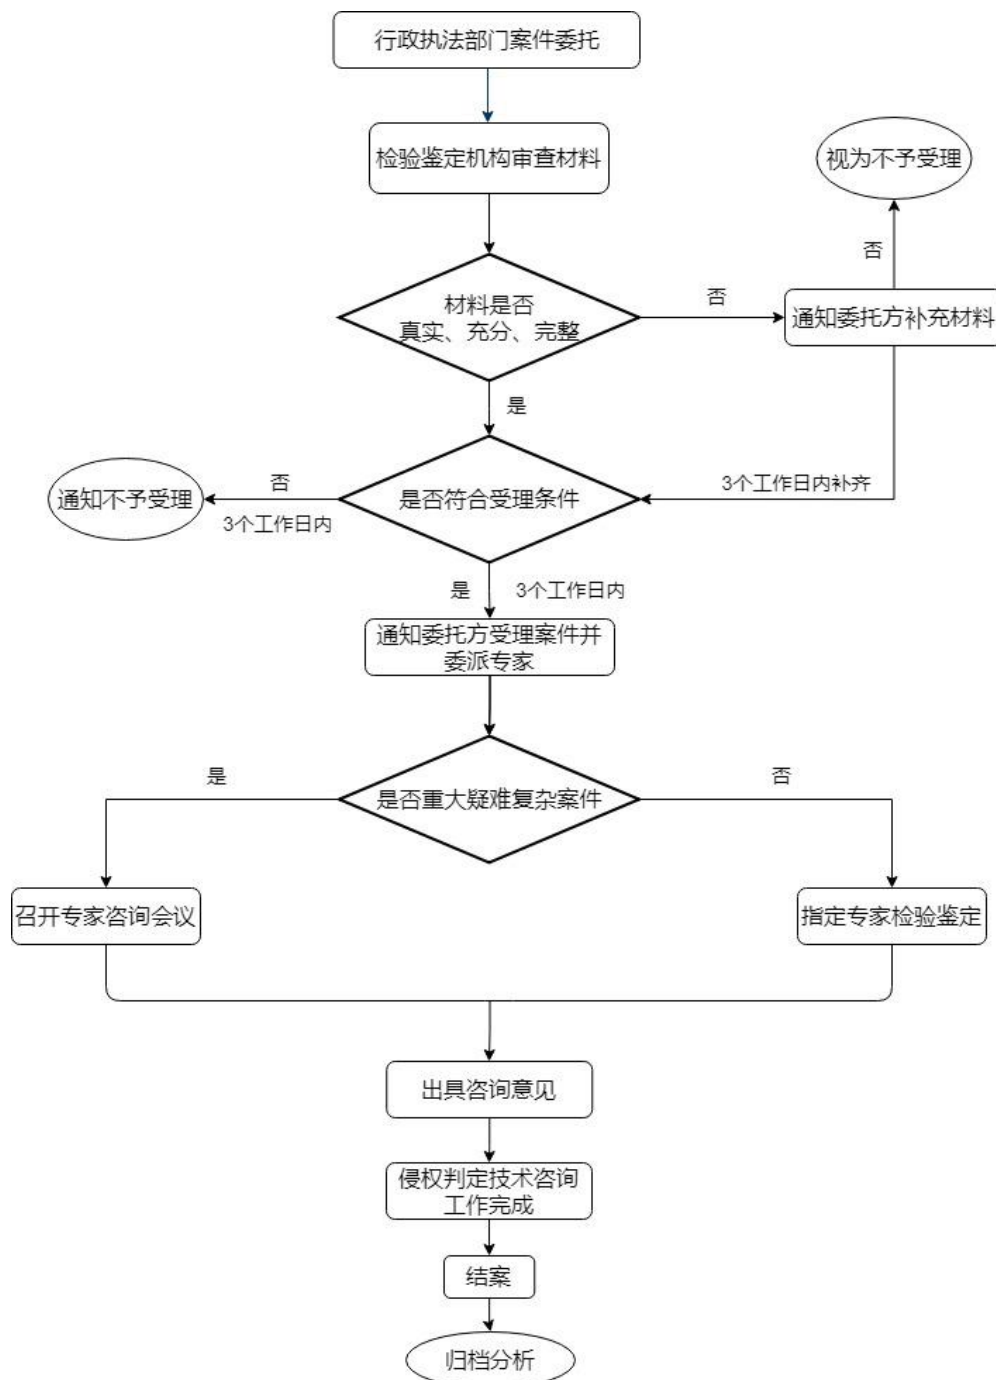 行政执法部门案件委托
检验鉴定机构审查材料
视为不予受理
否
材料是否
真实、充分、完整
否
通知委托方补充材料
是
是否符合受理条件
否
3个工作日内
通知不予受理
3个工作日内补齐
是
3个工作日内
通知委托方受理案件并
委派专家
是
是否重大疑难复杂案件
否
召开专家咨询会议
指定专家检验鉴定
出具咨询意见
侵权判定技术咨询
工作完成
结案
归档分析